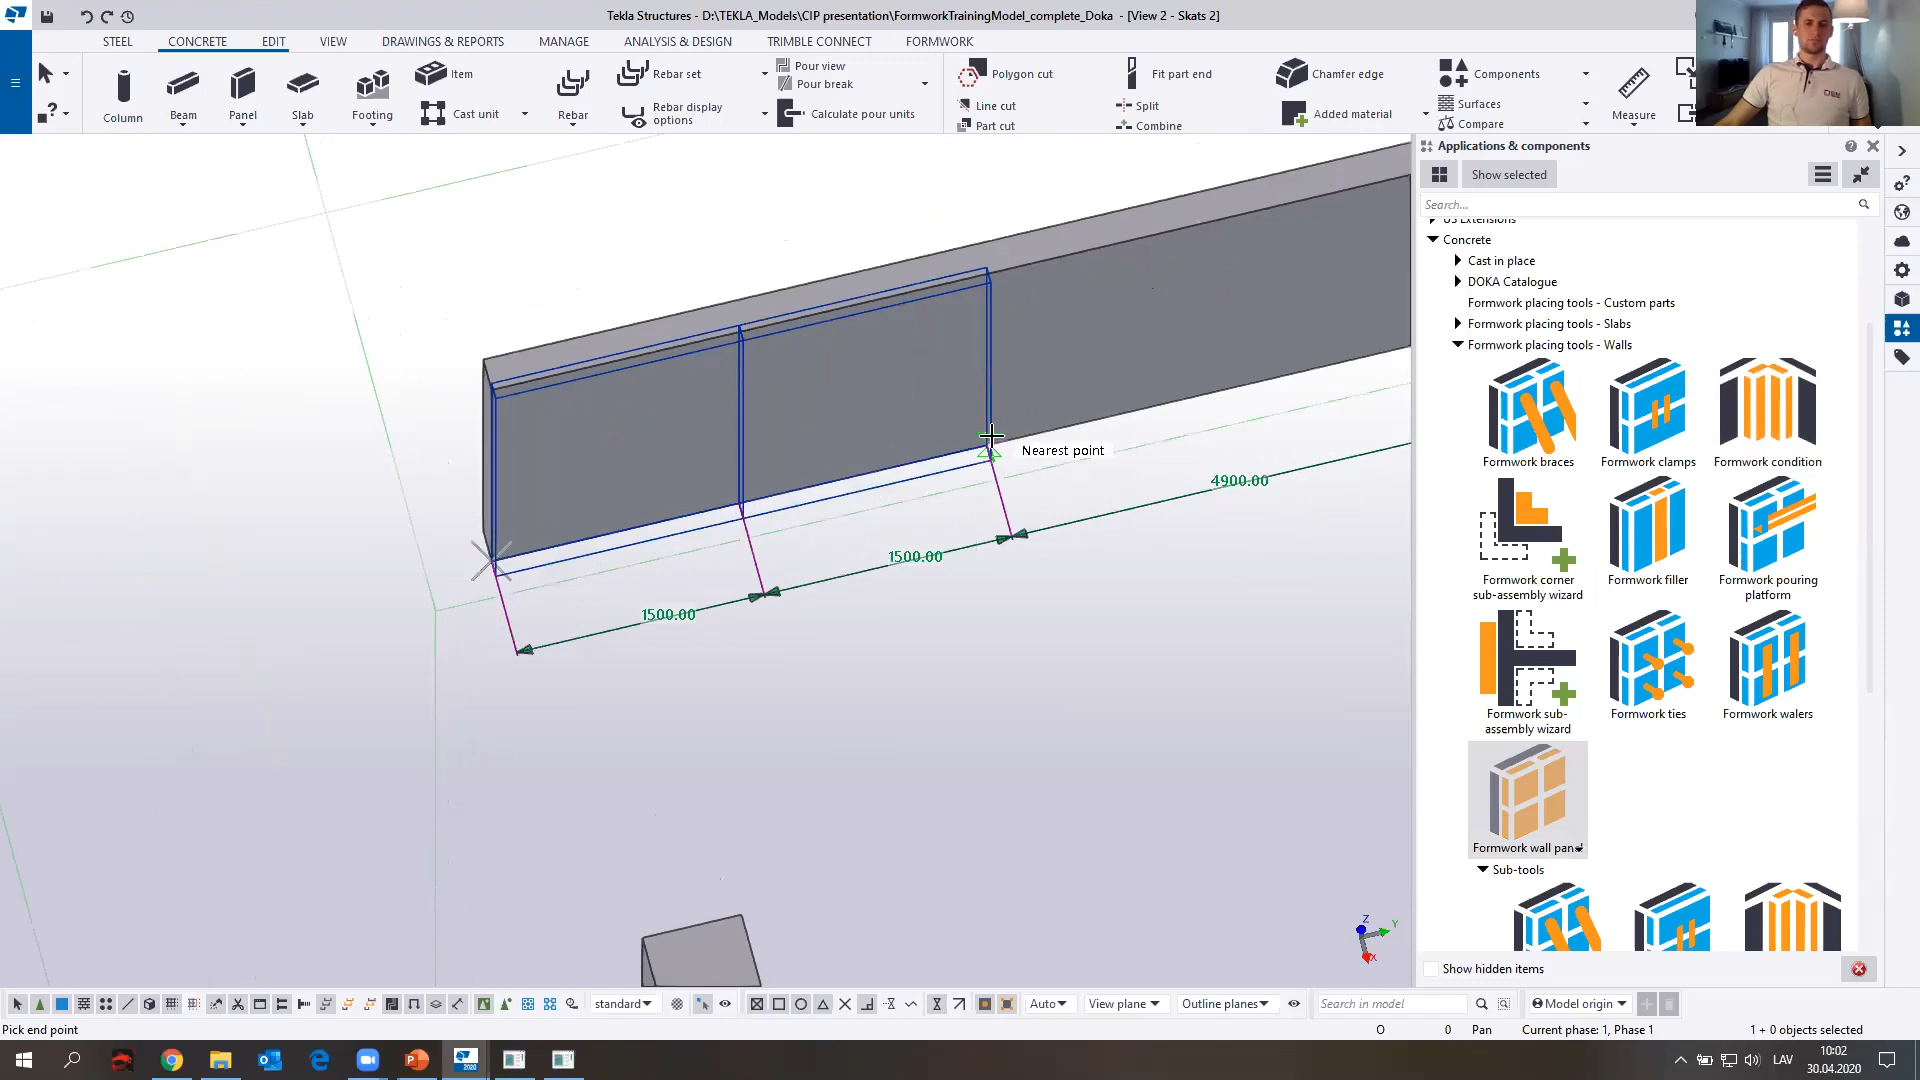 Tekla Structures - D:\TEKLA_Models\CIP presentation\FormworkTrainingModel_complete_Doka - [View 2 - Skats 2]
STEEL
CONCRETE
EDIT
VIEW
DRAWINGS & REPORTS
MANAGE
ANALYSIS & DESIGN
TRIMBLE CONNECT
FORMWORK
Column
Beam
Panel
Slab
Footing
Item
Cast unit
Rebar
Rebar set
Rebar display
options
Pour view
Pour break
Calculate pour units
Polygon cut
Line cut
Part cut
Fit part end
Split
Combine
Chamfer edge
Added material
Components
Surfaces
Compare
Measure
Applications & components
Show selected
Search...
US Extensions
Concrete
Cast in place
DOKA Catalogue
Formwork placing tools - Custom parts
Formwork placing tools - Slabs
Formwork placing tools - Walls
Formwork braces
Formwork clamps
Formwork condition
Formwork corner
sub-assembly wizard
Formwork filler
Formwork pouring
platform
Formwork sub-
assembly wizard
Formwork ties
Formwork walers
Formwork wall panel
Sub-tools
Show hidden items
Nearest point
4900.00
1500.00
1500.00
Z
Y
X
standard
Auto
View plane
Outline planes
Search in model
Model origin
Pick end point
O
0
Pan
Current phase: 1, Phase 1
1 + 0 objects selected
2020
LAV
10:02
30.04.2020